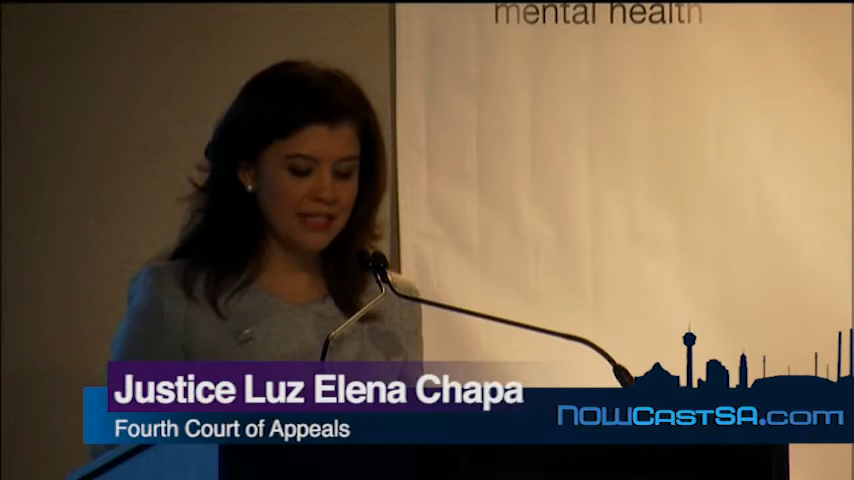 mental health
Justice Luz Elena Chapa
Fourth Court of Appeals
NOWCASTSA.com